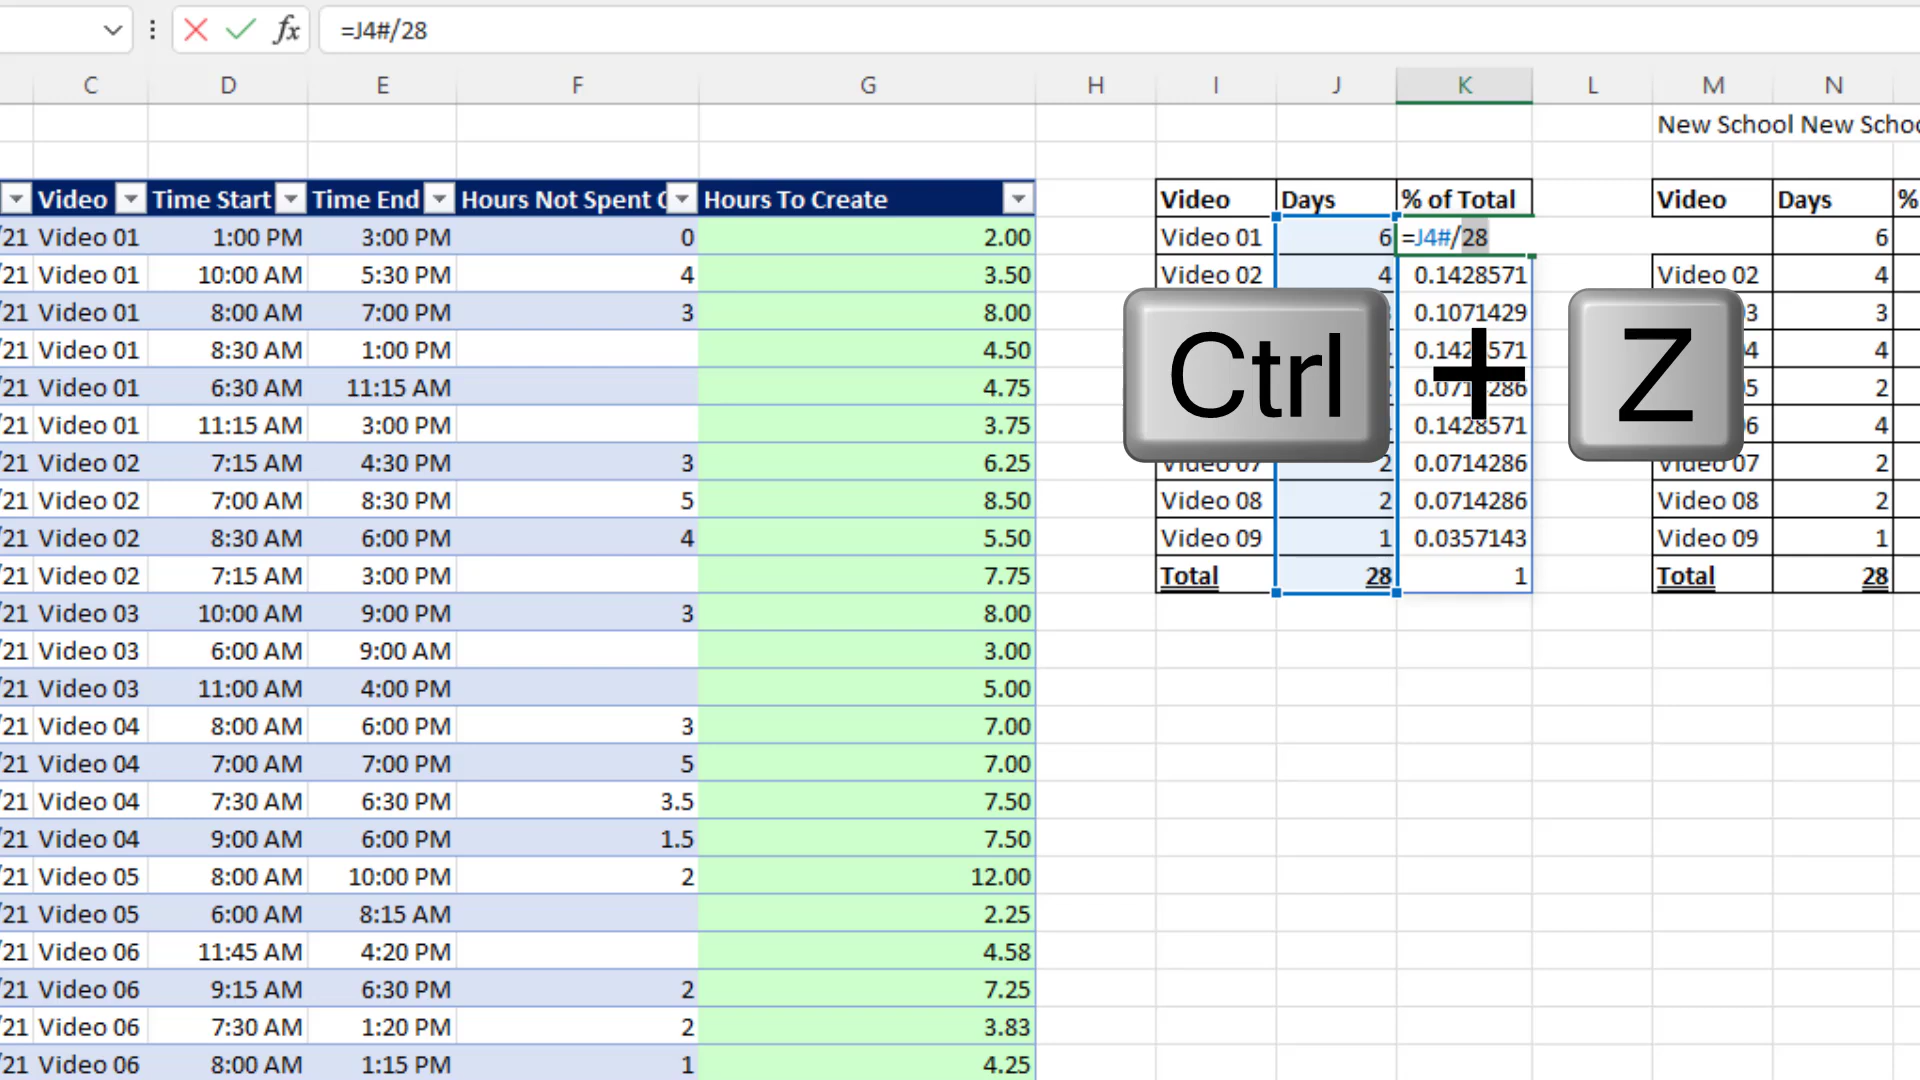 =J4#/28
C D E F G H I J K L M N
New School New Schoo
Video Time Start Time End Hours Not Spent Hours To Create Video Days % of Total Video Days %
/21 Video 01 1:00 PM 3:00 PM 0 2.00 Video 01 6 =J4#/28 6
/21 Video 01 10:00 AM 5:30 PM 4 3.50 Video 02 4 0.1428571 Video 02 4
/21 Video 01 8:00 AM 7:00 PM 3 8.00 0.1071429 3 3
/21 Video 01 8:30 AM 1:00 PM 4.50 4 4
/21 Video 01 6:30 AM 11:15 AM 4.75 5 2
/21 Video 01 11:15 AM 3:00 PM 3.75 0.1428571 6 4
/21 Video 02 7:15 AM 4:30 PM 3 6.25 Video 07 2 0.0714286 Video 07 2
/21 Video 02 7:00 AM 8:30 PM 5 8.50 Video 08 2 0.0714286 Video 08 2
/21 Video 02 8:30 AM 6:00 PM 4 5.50 Video 09 1 0.0357143 Video 09 1
/21 Video 02 7:15 AM 3:00 PM 7.75 Total 28 1 Total 28
/21 Video 03 10:00 AM 9:00 PM 3 8.00
/21 Video 03 6:00 AM 9:00 AM 3.00
/21 Video 03 11:00 AM 4:00 PM 5.00
/21 Video 04 8:00 AM 6:00 PM 3 7.00
/21 Video 04 7:00 AM 7:00 PM 5 7.00
/21 Video 04 7:30 AM 6:30 PM 3.5 7.50
/21 Video 04 9:00 AM 6:00 PM 1.5 7.50
/21 Video 05 8:00 AM 10:00 PM 2 12.00
/21 Video 05 6:00 AM 8:15 AM 2.25
/21 Video 06 11:45 AM 4:20 PM 4.58
/21 Video 06 9:15 AM 6:30 PM 2 7.25
/21 Video 06 7:30 AM 1:20 PM 2 3.83
/21 Video 06 8:00 AM 1:15 PM 1 4.25
Ctrl + Z